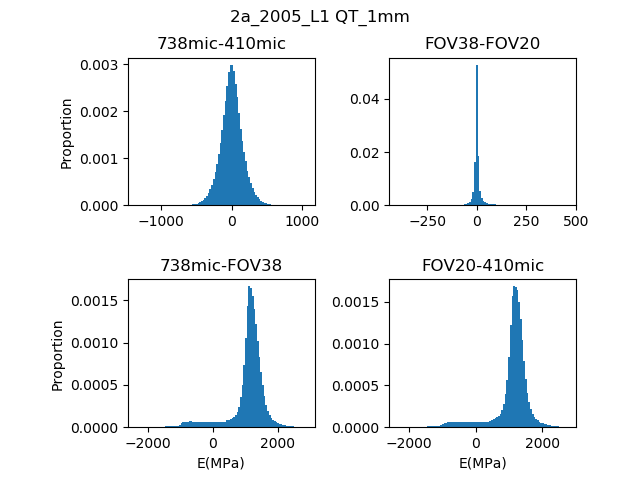 2a_2005_L1 QT_1mm
738mic-410mic
FOV38-FOV20
Proportion
0.003
0.002
0.001
0.000
−1000 0 1000
0.04
0.02
0.00
−250 0 250 500
738mic-FOV38
FOV20-410mic
Proportion
0.0015
0.0010
0.0005
0.0000
−2000 0 2000
E(MPa)
0.0015
0.0010
0.0005
0.0000
−2000 0 2000
E(MPa)